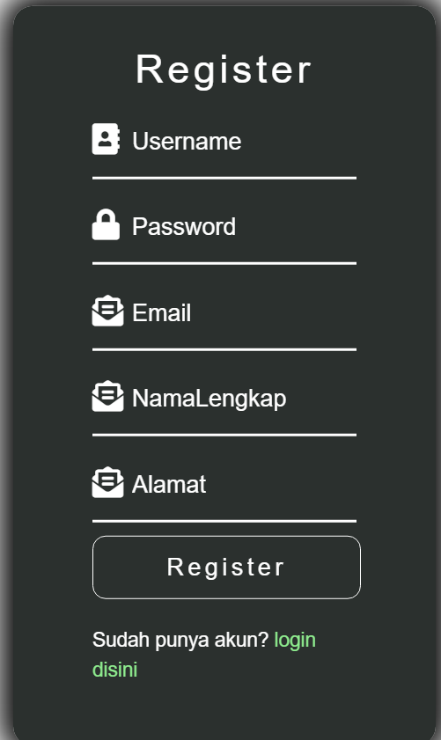 Register
Username
Password
Email
NamaLengkap
Alamat
Register
Sudah punya akun? login
disini